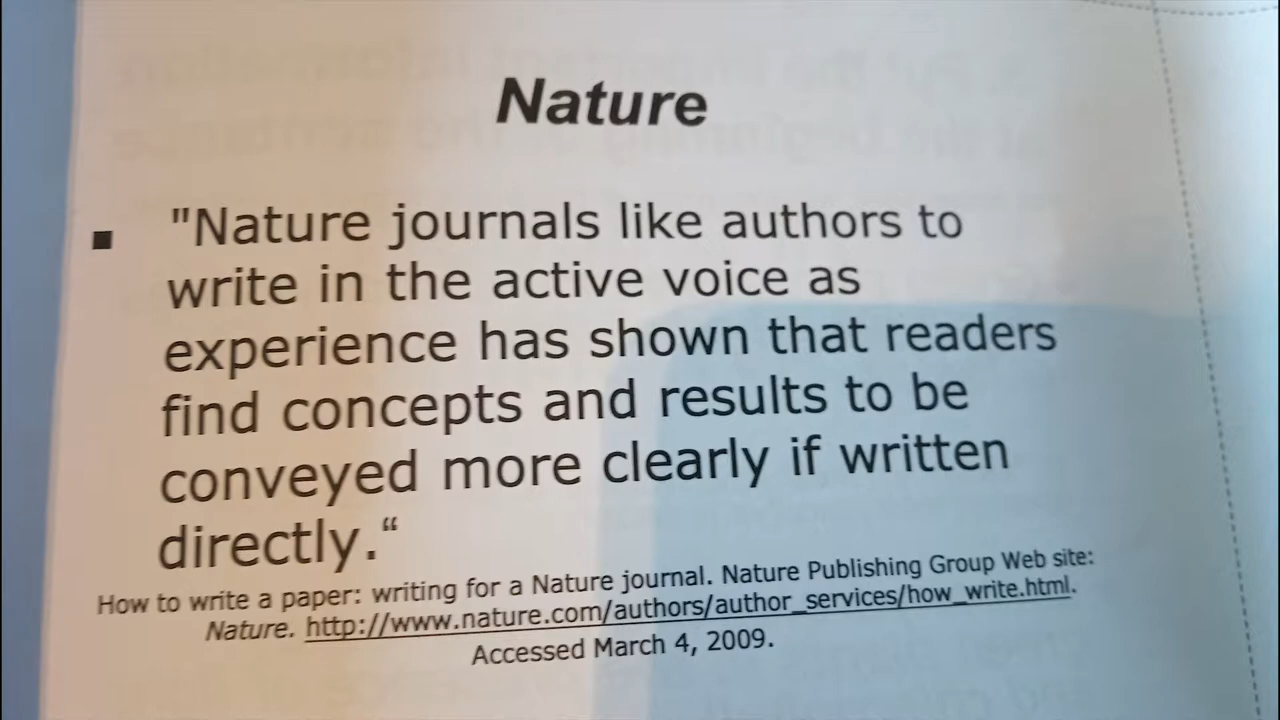 Nature
■ "Nature journals like authors to
write in the active voice as
experience has shown that readers
find concepts and results to be
conveyed more clearly if written
directly.“
How to write a paper: writing for a Nature journal. Nature Publishing Group Web site:
Nature. http://www.nature.com/authors/author_services/how_write.html.
Accessed March 4, 2009.